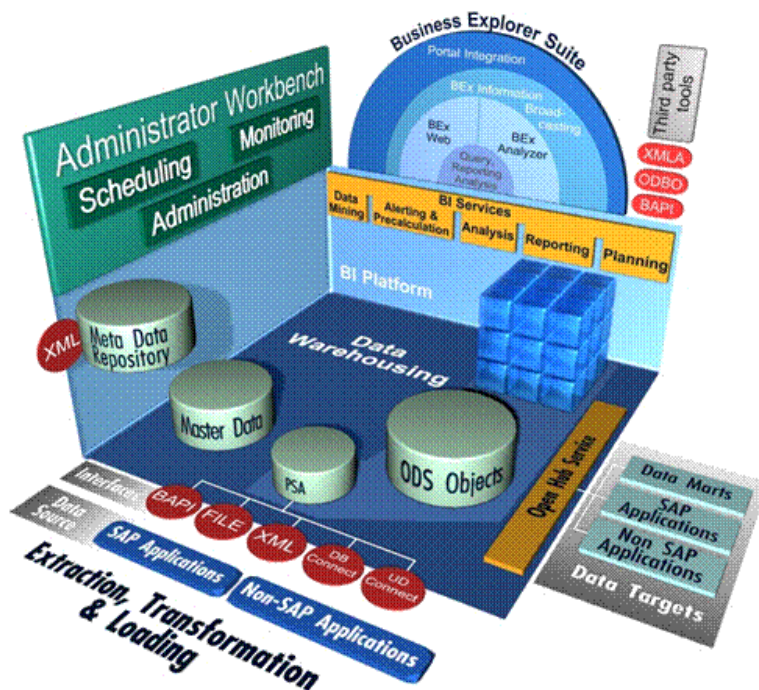 Business Explorer Suite
Portal Integration
BEx Information
Broad-
casting
BEx
Web
BEx
Analyzer
Query,
Reporting
Analysis
Third party
tools
XMLA
ODBO
BAPI
Administrator Workbench
Scheduling
Monitoring
Administration
BI Services
Data
Mining
Alerting &
Precalculation
Analysis
Reporting
Planning
BI Platform
XML
Meta Data
Repository
Data
Warehousing
Master Data
PSA
ODS Objects
Open Hub Service
Data Marts
SAP
Applications
Non SAP
Applications
Data Targets
Interfaces
BAPI
FILE
XML
DB
Connect
UD
Connect
Data
Source
SAP Applications
Non-SAP Applications
Extraction, Transformation
& Loading